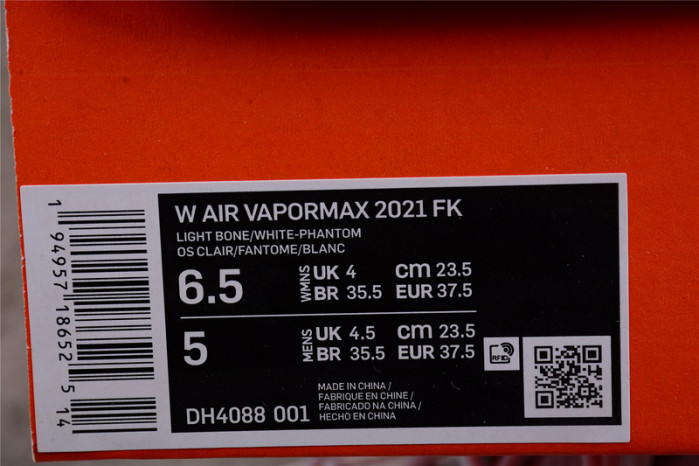 W AIR VAPORMAX 2021 FK
LIGHT BONE/WHITE-PHANTOM
OS CLAIR/FANTOME/BLANC
6.5 WMNS UK 4 cm 23.5
BR 35.5 EUR 37.5
5 MENS UK 4.5 cm 23.5
BR 35.5 EUR 37.5
RFID
DH4088 001
MADE IN CHINA /
FABRIQUE EN CHINE /
FABRICADO NA CHINA /
HECHO EN CHINA
1 94957 18652 5 14